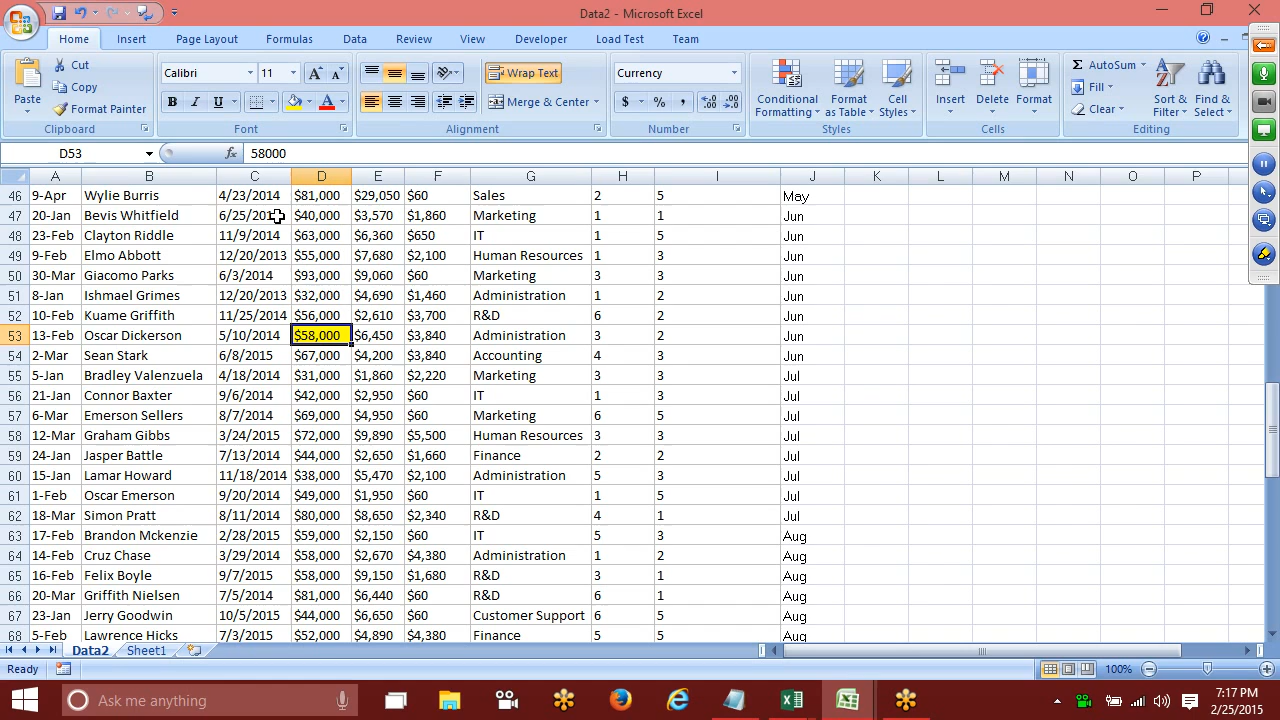 Data2 - Microsoft Excel
Home Insert Page Layout Formulas Data Review View Developer Load Test Team
Paste
Cut
Copy
Format Painter
Clipboard
Calibri 11
B I U
Font
Wrap Text
Merge & Center
Alignment
Currency
$ % ,
Number
Conditional Formatting
Format as Table
Cell Styles
Styles
Insert
Delete
Format
Cells
AutoSum
Fill
Clear
Sort & Filter
Find & Select
Editing
D53 fx 58000
A B C D E F G H I J K L M N O P
46 9-Apr Wylie Burris 4/23/2014 $81,000 $29,050 $60 Sales 2 5 May
47 20-Jan Bevis Whitfield 6/25/2014 $40,000 $3,570 $1,860 Marketing 1 1 Jun
48 23-Feb Clayton Riddle 11/9/2014 $63,000 $6,360 $650 IT 1 5 Jun
49 9-Feb Elmo Abbott 12/20/2013 $55,000 $7,680 $2,100 Human Resources 1 3 Jun
50 30-Mar Giacomo Parks 6/3/2014 $93,000 $9,060 $60 Marketing 3 3 Jun
51 8-Jan Ishmael Grimes 12/20/2013 $32,000 $4,690 $1,460 Administration 1 2 Jun
52 10-Feb Kuame Griffith 11/25/2014 $56,000 $2,610 $3,700 R&D 6 2 Jun
53 13-Feb Oscar Dickerson 5/10/2014 $58,000 $6,450 $3,840 Administration 3 2 Jun
54 2-Mar Sean Stark 6/8/2015 $67,000 $4,200 $3,840 Accounting 4 3 Jun
55 5-Jan Bradley Valenzuela 4/18/2014 $31,000 $1,860 $2,220 Marketing 3 3 Jul
56 21-Jan Connor Baxter 9/6/2014 $42,000 $2,950 $60 IT 1 3 Jul
57 6-Mar Emerson Sellers 8/7/2014 $69,000 $4,950 $60 Marketing 6 5 Jul
58 12-Mar Graham Gibbs 3/24/2015 $72,000 $9,890 $5,500 Human Resources 3 3 Jul
59 24-Jan Jasper Battle 7/13/2014 $44,000 $2,650 $1,660 Finance 2 2 Jul
60 15-Jan Lamar Howard 11/18/2014 $38,000 $5,470 $2,100 Administration 5 3 Jul
61 1-Feb Oscar Emerson 9/20/2014 $49,000 $1,950 $60 IT 1 5 Jul
62 18-Mar Simon Pratt 8/11/2014 $80,000 $8,650 $2,340 R&D 4 1 Jul
63 17-Feb Brandon Mckenzie 2/28/2015 $59,000 $2,150 $60 IT 5 3 Aug
64 14-Feb Cruz Chase 3/29/2014 $58,000 $2,670 $4,380 Administration 1 2 Aug
65 16-Feb Felix Boyle 9/7/2015 $58,000 $9,150 $1,680 R&D 3 1 Aug
66 20-Mar Griffith Nielsen 7/5/2014 $81,000 $6,440 $60 R&D 6 1 Aug
67 23-Jan Jerry Goodwin 10/5/2015 $44,000 $6,650 $60 Customer Support 6 5 Aug
68 5-Feb Lawrence Hicks 7/3/2015 $52,000 $4,890 $4,380 Finance 5 5 Aug
Data2 Sheet1
Ready 100%
Ask me anything
7:17 PM
2/25/2015